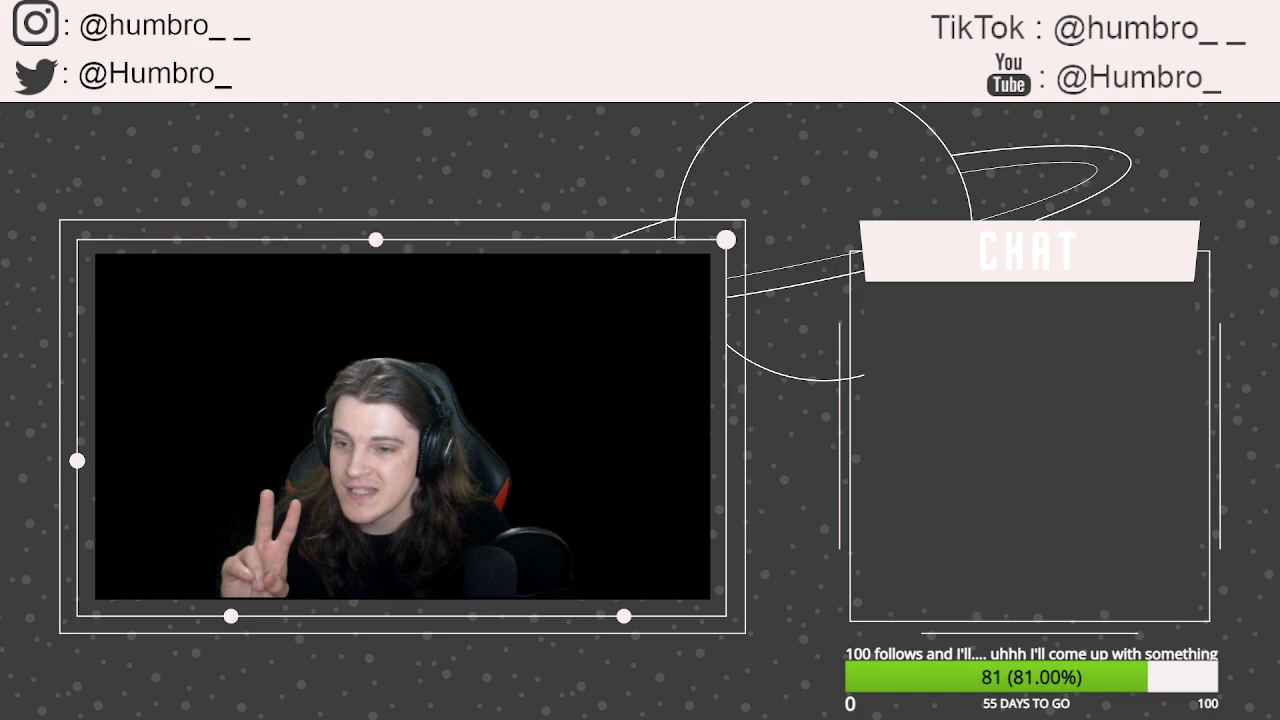 : @humbro_ _
: @Humbro_
TikTok : @humbro_ _
You
Tube : @Humbro_
CHAT
100 follows and I'll.... uhhh I'll come up with something
81 (81.00%)
0 55 DAYS TO GO 100